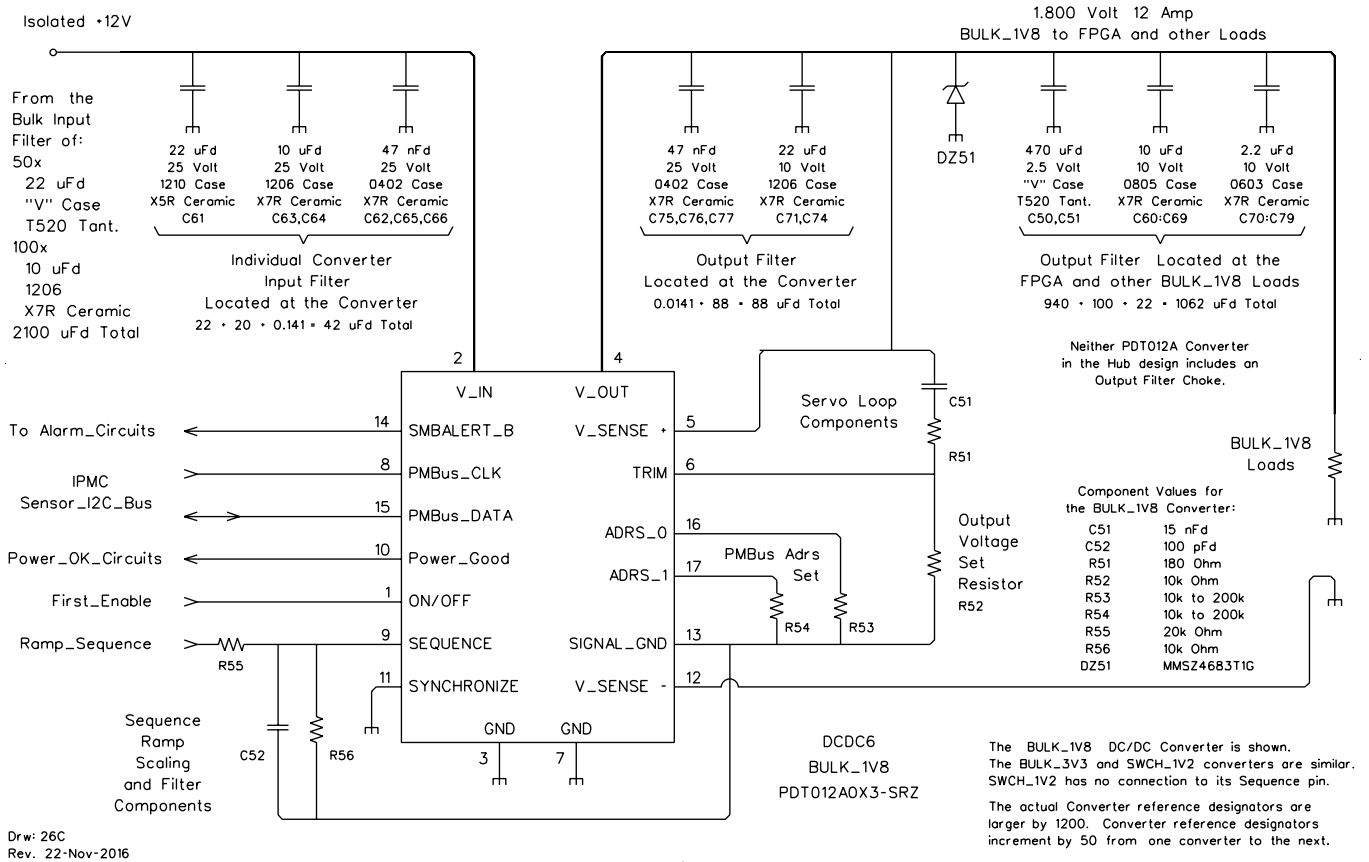 Isolated +12V
1.800 Volt 12 Amp
BULK_1V8 to FPGA and other Loads
From the
Bulk Input
Filter of:
50x
22 uFd
"V" Case
T520 Tant.
100x
10 uFd
1206
X7R Ceramic
2100 uFd Total
22 uFd
25 Volt
1210 Case
X5R Ceramic
C61
10 uFd
25 Volt
1206 Case
X7R Ceramic
C63,C64
47 nFd
25 Volt
0402 Case
X7R Ceramic
C62,C65,C66
Individual Converter
Input Filter
Located at the Converter
22 + 20 + 0.141 = 42 uFd Total
47 nFd
25 Volt
0402 Case
X7R Ceramic
C75,C76,C77
22 uFd
10 Volt
1206 Case
X7R Ceramic
C71,C74
Output Filter
Located at the Converter
0.0141 + 88 = 88 uFd Total
DZ51
470 uFd
2.5 Volt
"V" Case
T520 Tant.
C50,C51
10 uFd
10 Volt
0805 Case
X7R Ceramic
C60:C69
2.2 uFd
10 Volt
0603 Case
X7R Ceramic
C70:C79
Output Filter Located at the
FPGA and other BULK_1V8 Loads
940 + 100 + 22 = 1062 uFd Total
Neither PDT012A Converter
in the Hub design includes an
Output Filter Choke.
2
4
V_IN
V_OUT
To Alarm_Circuits
14
SMBALERT_B
IPMC
Sensor_I2C_Bus
8
PMBus_CLK
15
PMBus_DATA
Power_OK_Circuits
10
Power_Good
First_Enable
1
ON/OFF
Ramp_Sequence
R55
9
SEQUENCE
11
SYNCHRONIZE
V_SENSE +
5
TRIM
6
ADRS_0
16
ADRS_1
17
SIGNAL_GND
13
V_SENSE -
12
GND
3
GND
7
Servo Loop
Components
C51
R51
PMBus Adrs
Set
R54
R53
Output
Voltage
Set
Resistor
R52
BULK_1V8
Loads
Component Values for
the BULK_1V8 Converter:
C51 15 nFd
C52 100 pFd
R51 180 Ohm
R52 10k Ohm
R53 10k to 200k
R54 10k to 200k
R55 20k Ohm
R56 10k Ohm
DZ51 MMSZ4683T1G
Sequence
Ramp
Scaling
and Filter
Components
C52
R56
DCDC6
BULK_1V8
PDT012A0X3-SRZ
The BULK_1V8 DC/DC Converter is shown.
The BULK_3V3 and SWCH_1V2 converters are similar.
SWCH_1V2 has no connection to its Sequence pin.
The actual Converter reference designators are
larger by 1200. Converter reference designators
increment by 50 from one converter to the next.
Drw: 26C
Rev. 22-Nov-2016